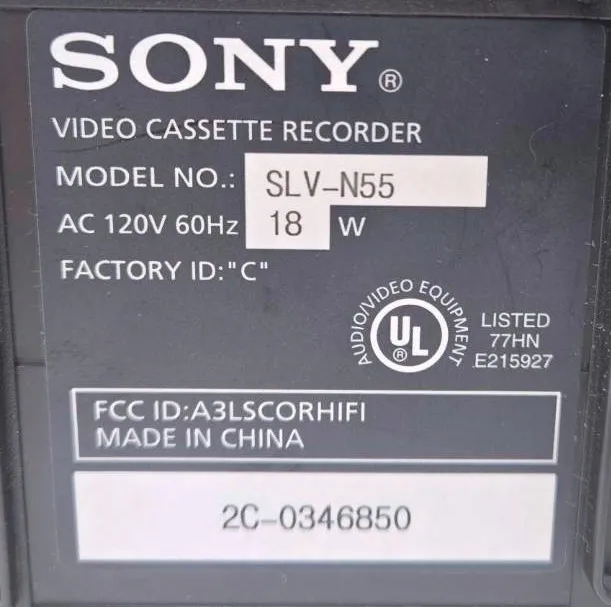 SONY®
VIDEO CASSETTE RECORDER
MODEL NO.: SLV-N55
AC 120V 60Hz 18 W
FACTORY ID:"C"
AUDIO/VIDEO EQUIPMENT
UL®
LISTED
77HN
E215927
FCC ID:A3LSCORHIFI
MADE IN CHINA
2C-0346850